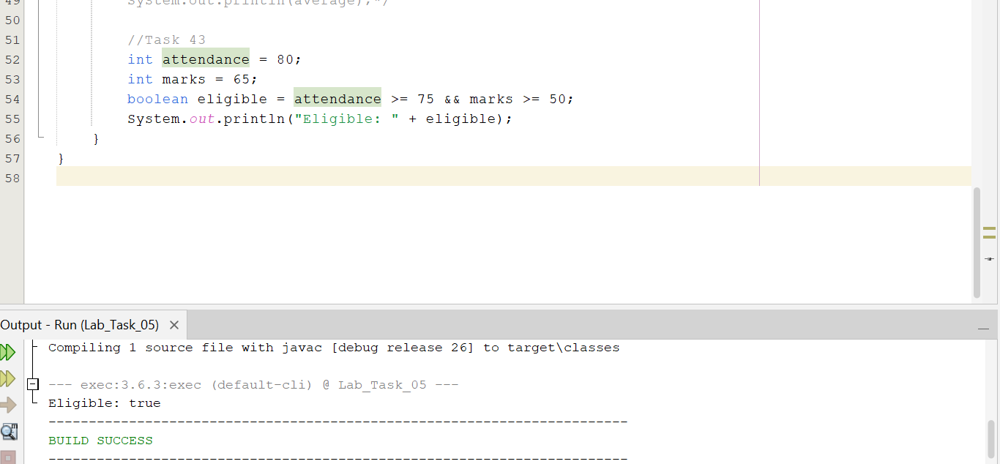 49 System.out.println(average);*/
50
51 //Task 43
52 int attendance = 80;
53 int marks = 65;
54 boolean eligible = attendance >= 75 && marks >= 50;
55 System.out.println("Eligible: " + eligible);
56 }
57 }
58
Output - Run (Lab_Task_05)
Compiling 1 source file with javac [debug release 26] to target\classes
--- exec:3.6.3:exec (default-cli) @ Lab_Task_05 ---
Eligible: true
------------------------------------------------------------------------
BUILD SUCCESS
------------------------------------------------------------------------